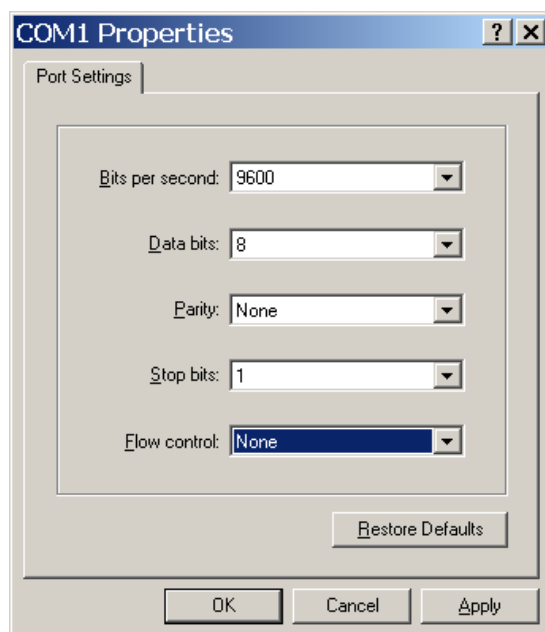 COM1 Properties
Port Settings
Bits per second: 9600
Data bits: 8
Parity: None
Stop bits: 1
Flow control: None
Restore Defaults
OK Cancel Apply